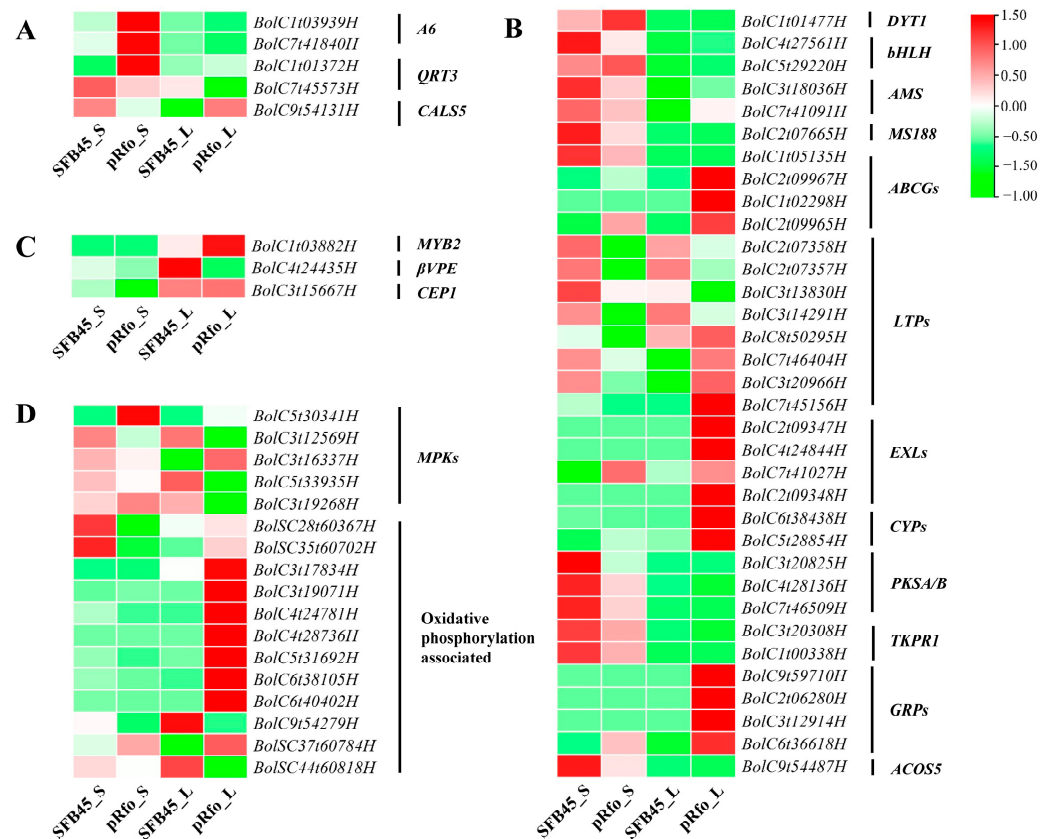 A
BolC1t03939H
BolC7t41840H
A6
BolC1t01372H
BolC7t45573H
QRT3
BolC9t54131H
CALS5
SFB45_S
pRfo_S
SFB45_L
pRfo_L
C
BolC1t03882H
MYB2
BolC4t24435H
βVPE
BolC3t15667H
CEP1
SFB45_S
pRfo_S
SFB45_L
pRfo_L
D
BolC5t30341H
BolC3t12569H
BolC3t16337H
BolC5t33935H
BolC3t19268H
MPKs
BolSC28t60367H
BolSC35t60702H
BolC3t17834H
BolC3t19071H
BolC4t24781H
BolC4t28736H
BolC5t31692H
BolC6t38105H
BolC6t40402H
BolC9t54279H
BolSC37t60784H
BolSC44t60818H
Oxidative
phosphorylation
associated
SFB45_S
pRfo_S
SFB45_L
pRfo_L
B
BolC1t01477H
DYT1
BolC4t27561H
BolC5t29220H
bHLH
BolC3t18036H
BolC7t41091H
AMS
BolC2t07665H
MS188
BolC1t05135H
BolC2t09967H
BolC1t02298H
BolC2t09965H
ABCGs
BolC2t07358H
BolC2t07357H
BolC3t13830H
BolC3t14291H
BolC8t50295H
BolC7t46404H
BolC3t20966H
BolC7t45156H
LTPs
BolC2t09347H
BolC4t24844H
BolC7t41027H
BolC2t09348H
EXLs
BolC6t38438H
BolC5t28854H
CYPs
BolC3t20825H
BolC4t28136H
BolC7t46509H
PKSA/B
BolC3t20308H
BolC1t00338H
TKPR1
BolC9t59710H
BolC2t06280H
BolC3t12914H
BolC6t36618H
GRPs
BolC9t54487H
ACOS5
SFB45_S
pRfo_S
SFB45_L
pRfo_L
1.50
1.00
0.50
0.00
−0.50
−1.50
−1.00